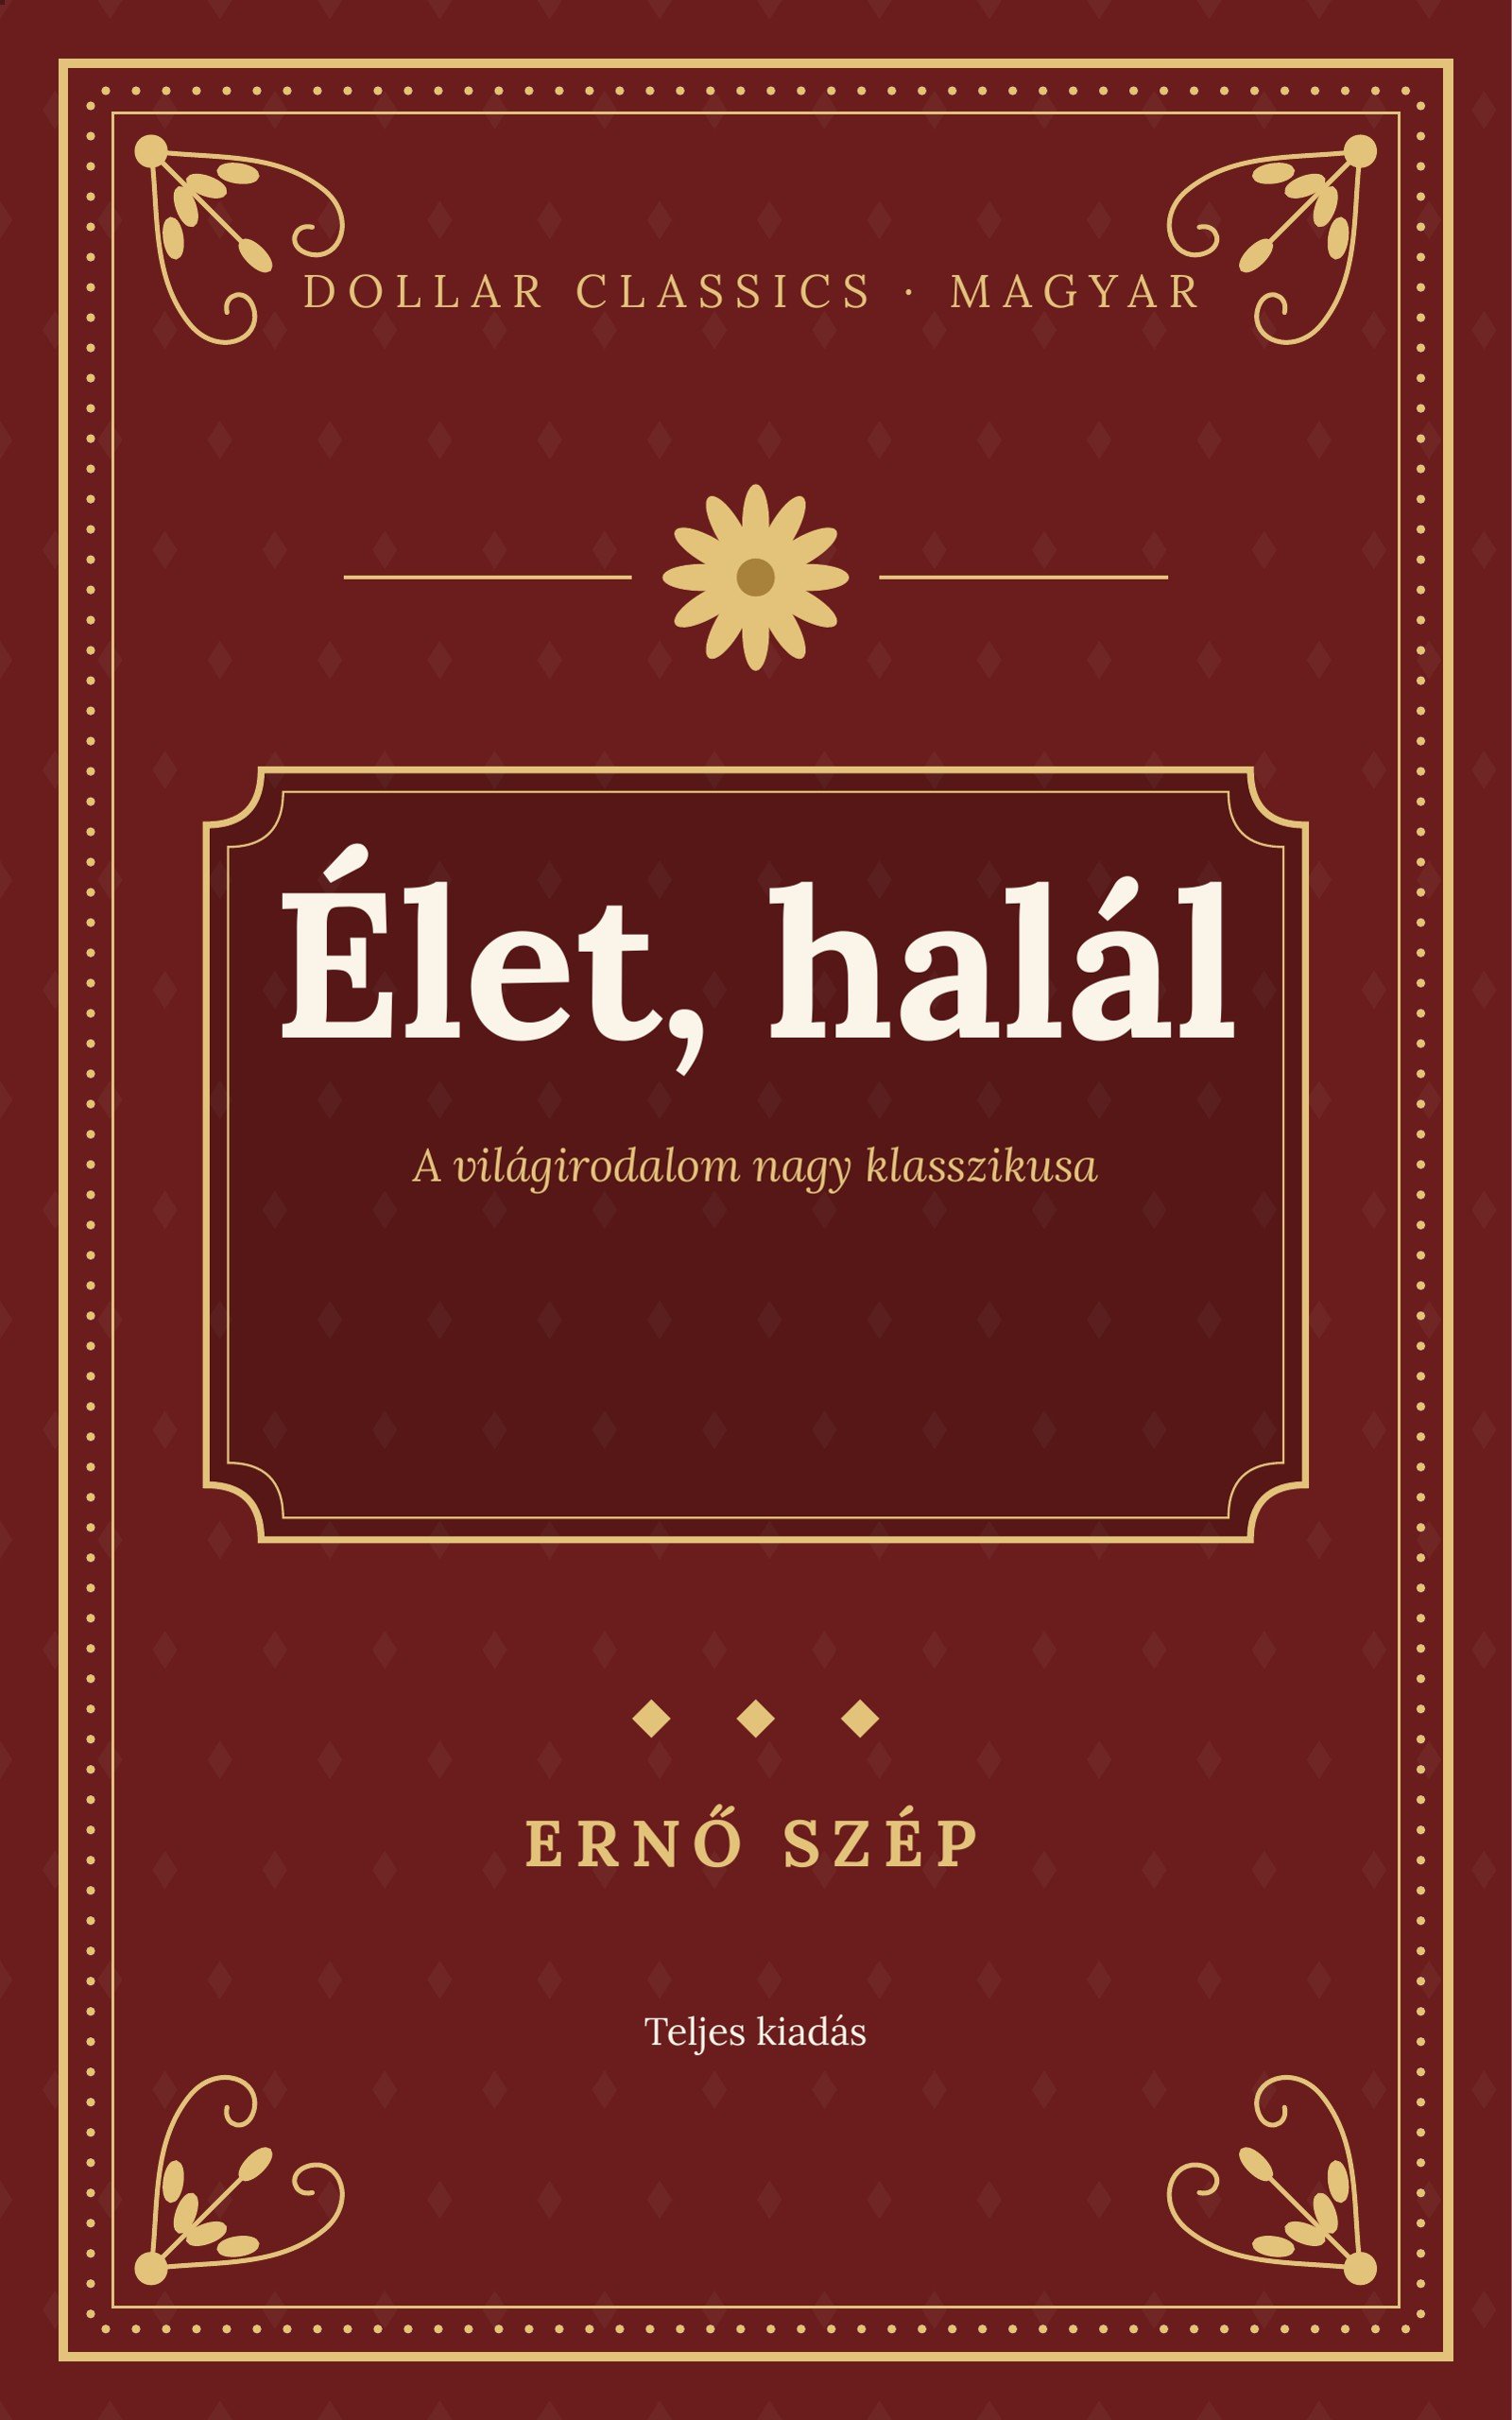 DOLLAR CLASSICS · MAGYAR
Élet, halál
A világirodalom nagy klasszikusa
ERNŐ SZÉP
Teljes kiadás